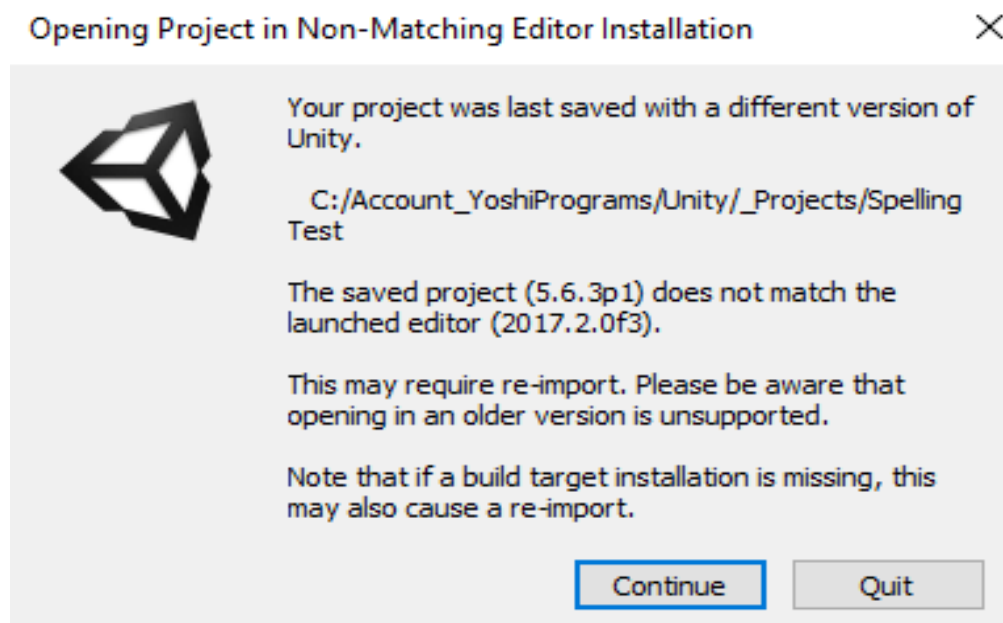 Opening Project in Non-Matching Editor Installation
Your project was last saved with a different version of
Unity.
C:/Account_YoshiPrograms/Unity/_Projects/Spelling
Test
The saved project (5.6.3p1) does not match the
launched editor (2017.2.0f3).
This may require re-import. Please be aware that
opening in an older version is unsupported.
Note that if a build target installation is missing, this
may also cause a re-import.
Continue
Quit